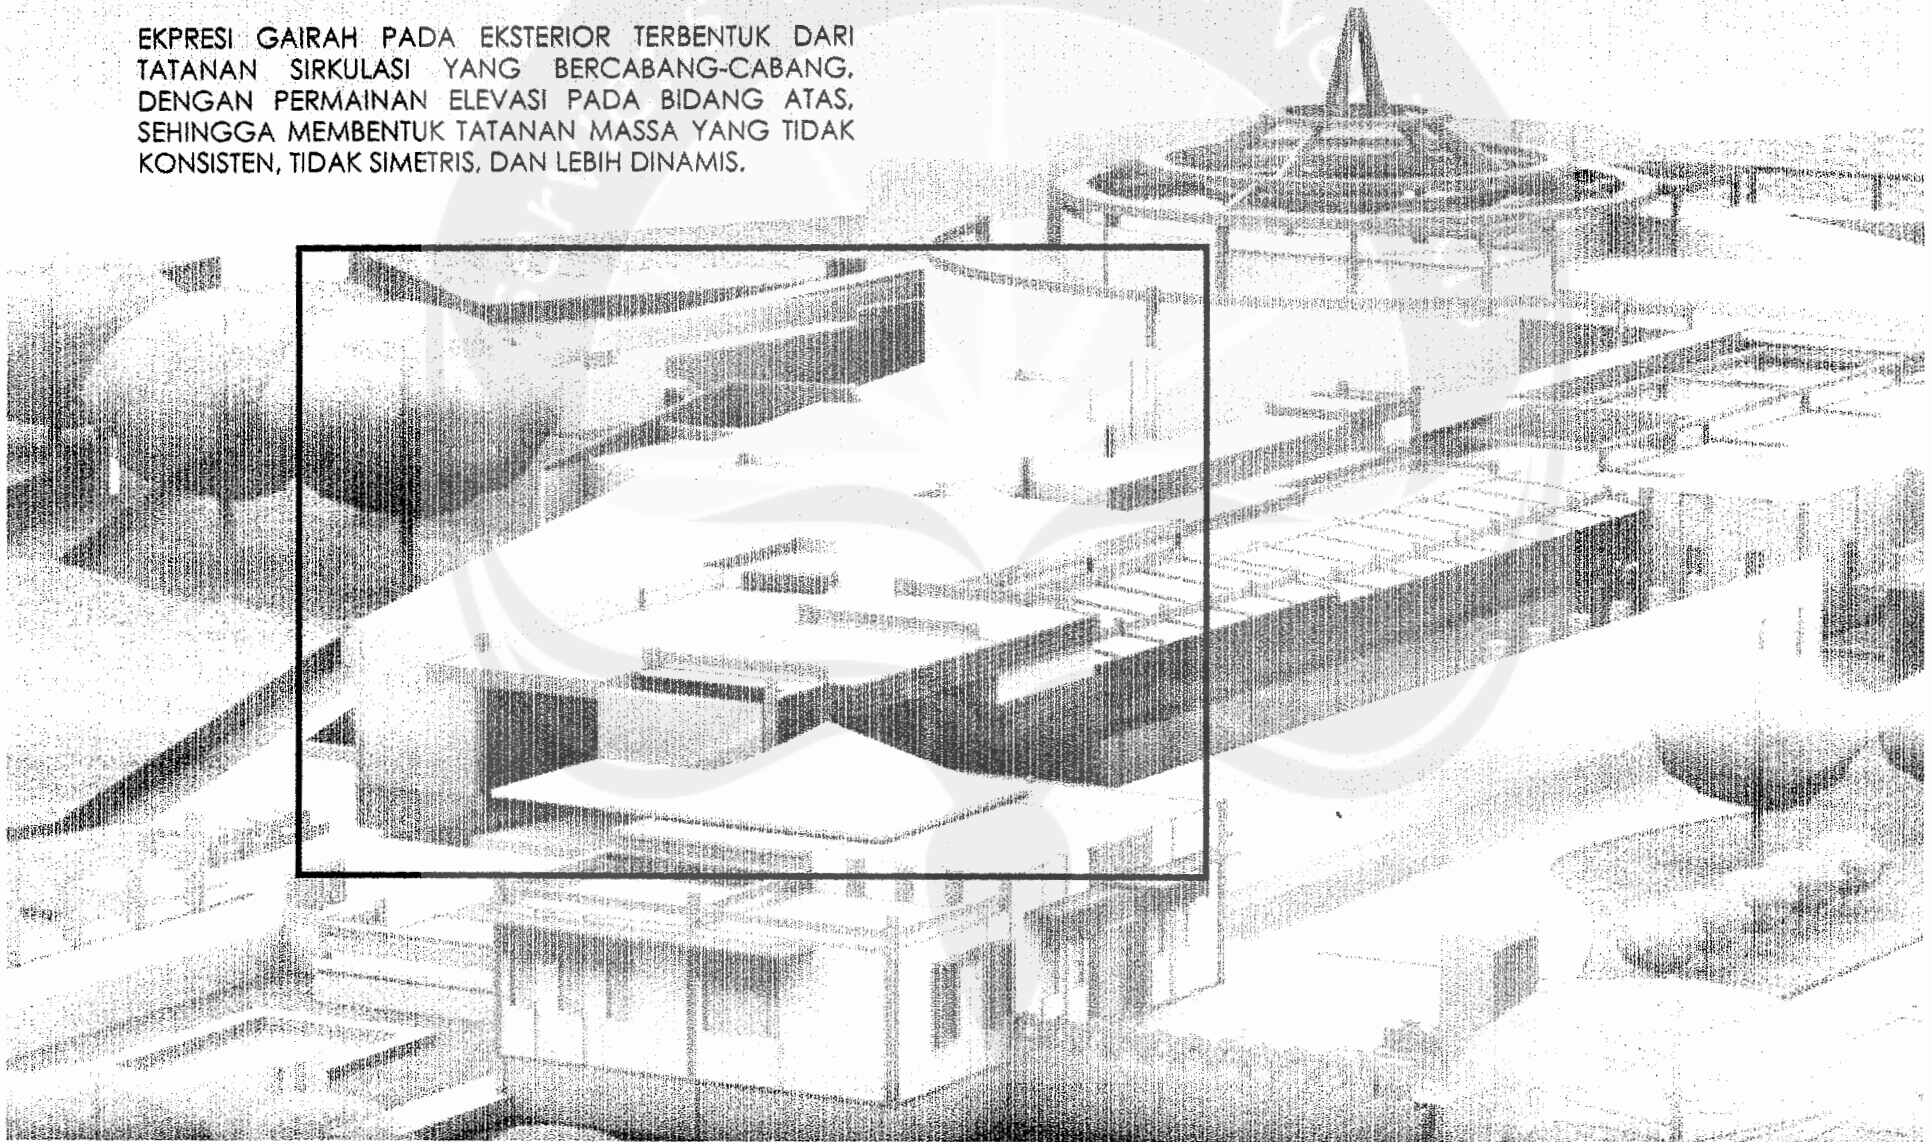 EKPRESI GAIRAH PADA EKSTERIOR TERBENTUK DARI
TATANAN SIRKULASI YANG BERCABANG-CABANG,
DENGAN PERMAINAN ELEVASI PADA BIDANG ATAS,
SEHINGGA MEMBENTUK TATANAN MASSA YANG TIDAK
KONSISTEN, TIDAK SIMETRIS, DAN LEBIH DINAMIS.